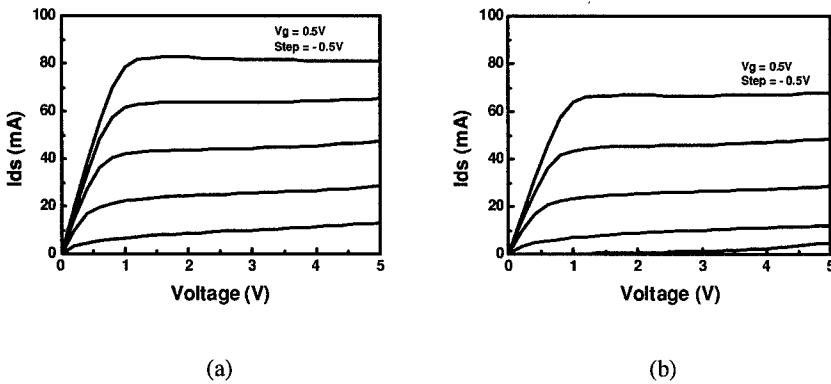 100
80
60
40
20
0
0 1 2 3 4 5
Ids (mA)
Voltage (V)
Vg = 0.5V
Step = - 0.5V
(a)
100
80
60
40
20
0
0 1 2 3 4 5
Ids (mA)
Voltage (V)
Vg = 0.5V
Step = - 0.5V
(b)